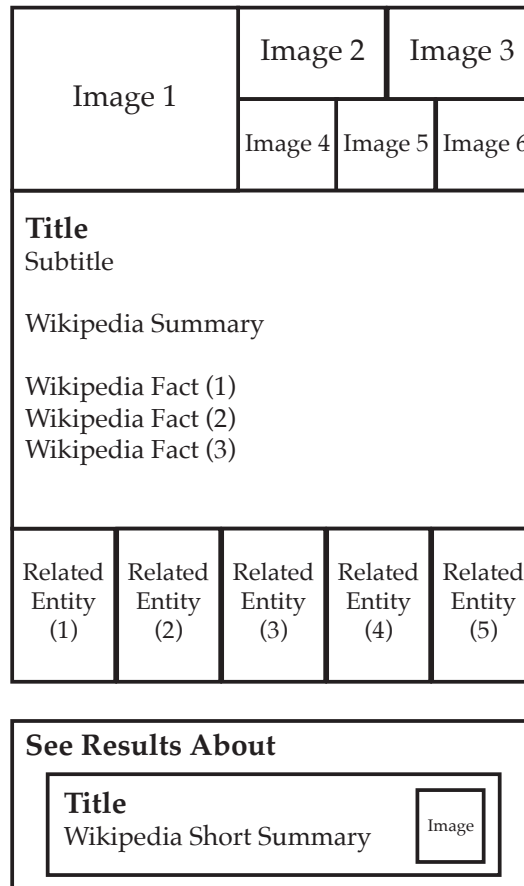 Image 1
Image 2
Image 3
Image 4
Image 5
Image 6
Title
Subtitle
Wikipedia Summary
Wikipedia Fact (1)
Wikipedia Fact (2)
Wikipedia Fact (3)
Related
Entity
(1)
Related
Entity
(2)
Related
Entity
(3)
Related
Entity
(4)
Related
Entity
(5)
See Results About
Title
Wikipedia Short Summary
Image